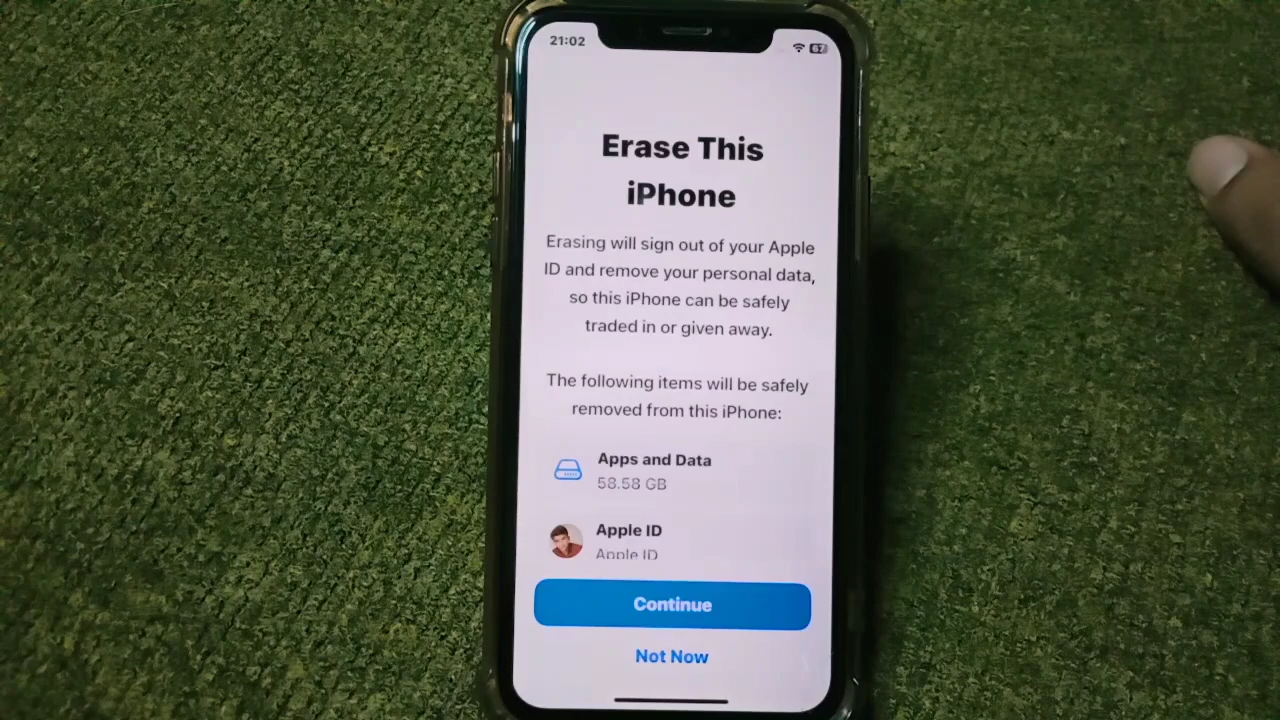 21:02
67
Erase This
iPhone
Erasing will sign out of your Apple
ID and remove your personal data,
so this iPhone can be safely
traded in or given away.
The following items will be safely
removed from this iPhone:
Apps and Data
58.58 GB
Apple ID
Apple ID
Continue
Not Now